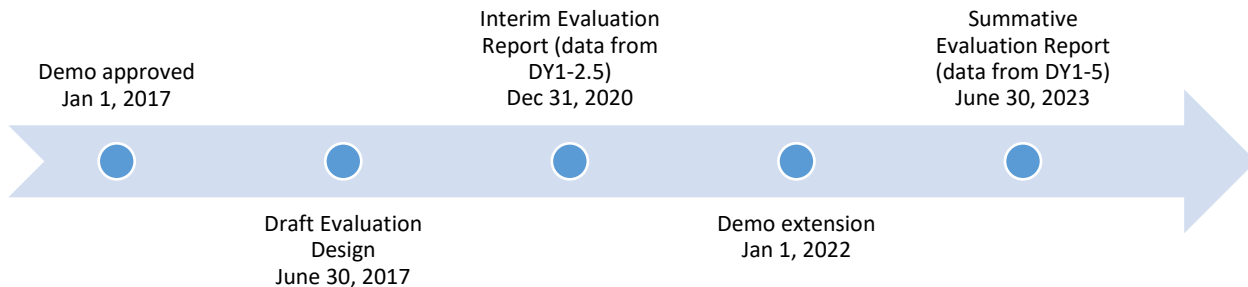 Demo approved
Jan 1, 2017
Draft Evaluation
Design
June 30, 2017
Interim Evaluation
Report (data from
DY1-2.5)
Dec 31, 2020
Demo extension
Jan 1, 2022
Summative
Evaluation Report
(data from DY1-5)
June 30, 2023